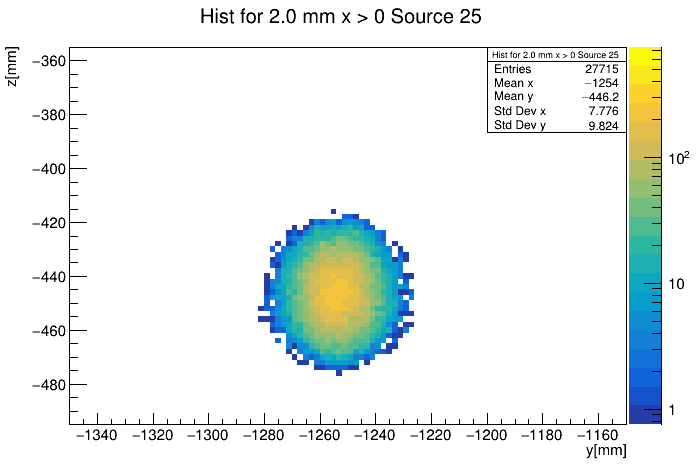 Hist for 2.0 mm x > 0 Source 25
z[mm]
Hist for 2.0 mm x > 0 Source 25
Entries 27715
Mean x −1254
Mean y −446.2
Std Dev x 7.776
Std Dev y 9.824
−360
−380
−400
−420
−440
−460
−480
10²
10
1
−1340 −1320 −1300 −1280 −1260 −1240 −1220 −1200 −1180 −1160
y[mm]